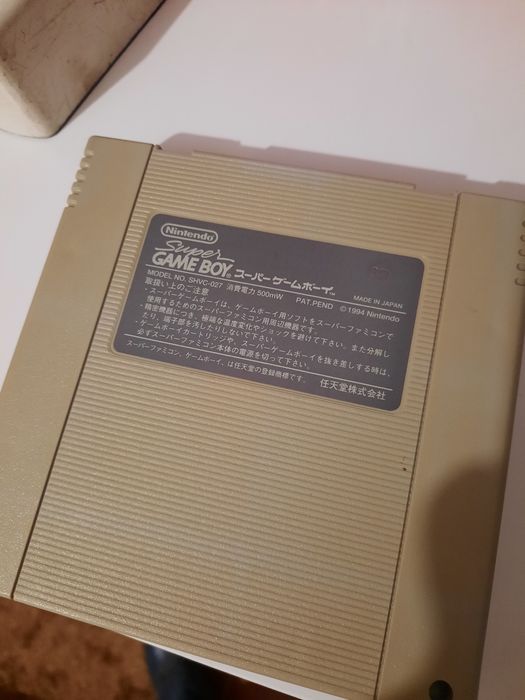 Nintendo
Super
GAME BOY® スーパーゲームボーイ™
MODEL NO. SHVC-027 消費電力 500mW PAT.PEND MADE IN JAPAN
取扱い上のご注意 © 1994 Nintendo
・スーパーゲームボーイは、ゲームボーイ用ソフトをスーパーファミコンで
使用するためのスーパーファミコン用周辺機器です。
・精密機器につき、極端な温度変化やショックを避けて下さい。また分解し
たり、端子部を汚したりしないで下さい。
・ゲームボーイカートリッジや、スーパーゲームボーイを抜き差しする時は、
必ずスーパーファミコン本体の電源を切って下さい。
スーパーファミコン、ゲームボーイ、は任天堂の登録商標です。 任天堂株式会社